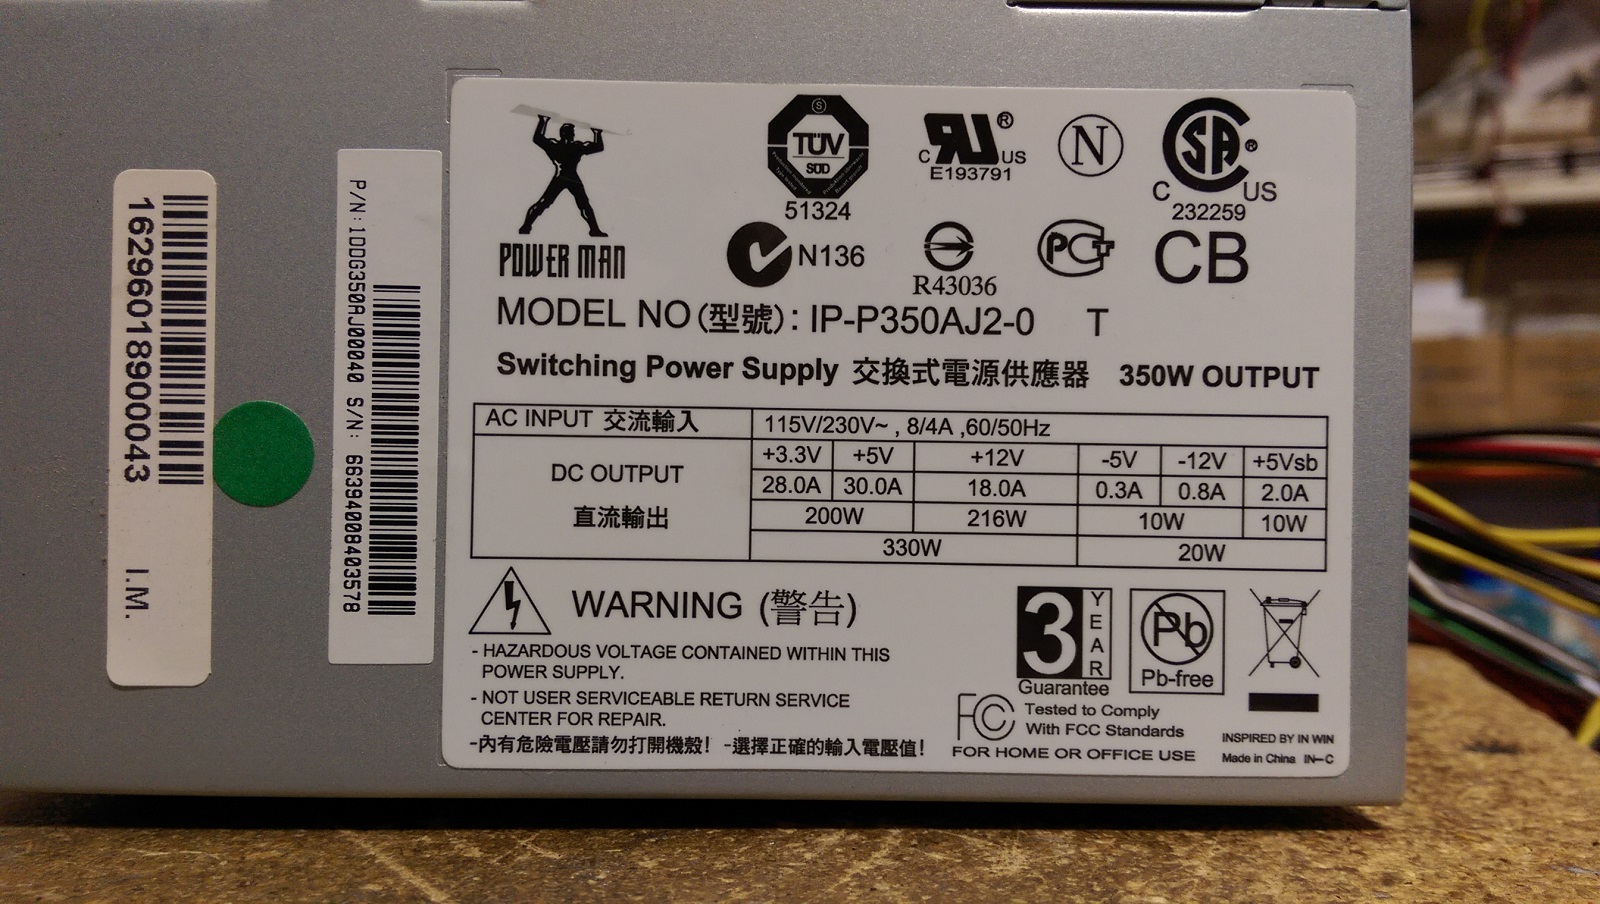 1629601890000043 I.M.
P/N: 1DDG350AJ00040 S/N: 66394008403578
POWER MAN
TÜV
SÜD
51324
C RU US ®
E193791
N
C SA ® US
232259
N136
R43036
PCT
CB
MODEL NO(型號): IP-P350AJ2-0 T
Switching Power Supply 交換式電源供應器 350W OUTPUT
AC INPUT 交流輸入 115V/230V~ , 8/4A ,60/50Hz
DC OUTPUT
直流輸出
+3.3V +5V +12V -5V -12V +5Vsb
28.0A 30.0A 18.0A 0.3A 0.8A 2.0A
200W 216W 10W 10W
330W 20W
WARNING (警告)
- HAZARDOUS VOLTAGE CONTAINED WITHIN THIS
POWER SUPPLY.
- NOT USER SERVICEABLE RETURN SERVICE
CENTER FOR REPAIR.
-內有危險電壓請勿打開機殼! -選擇正確的輸入電壓值!
3 YEAR
Guarantee
Pb
Pb-free
FC Tested to Comply
With FCC Standards
FOR HOME OR OFFICE USE
INSPIRED BY IN WIN
Made in China IN-C